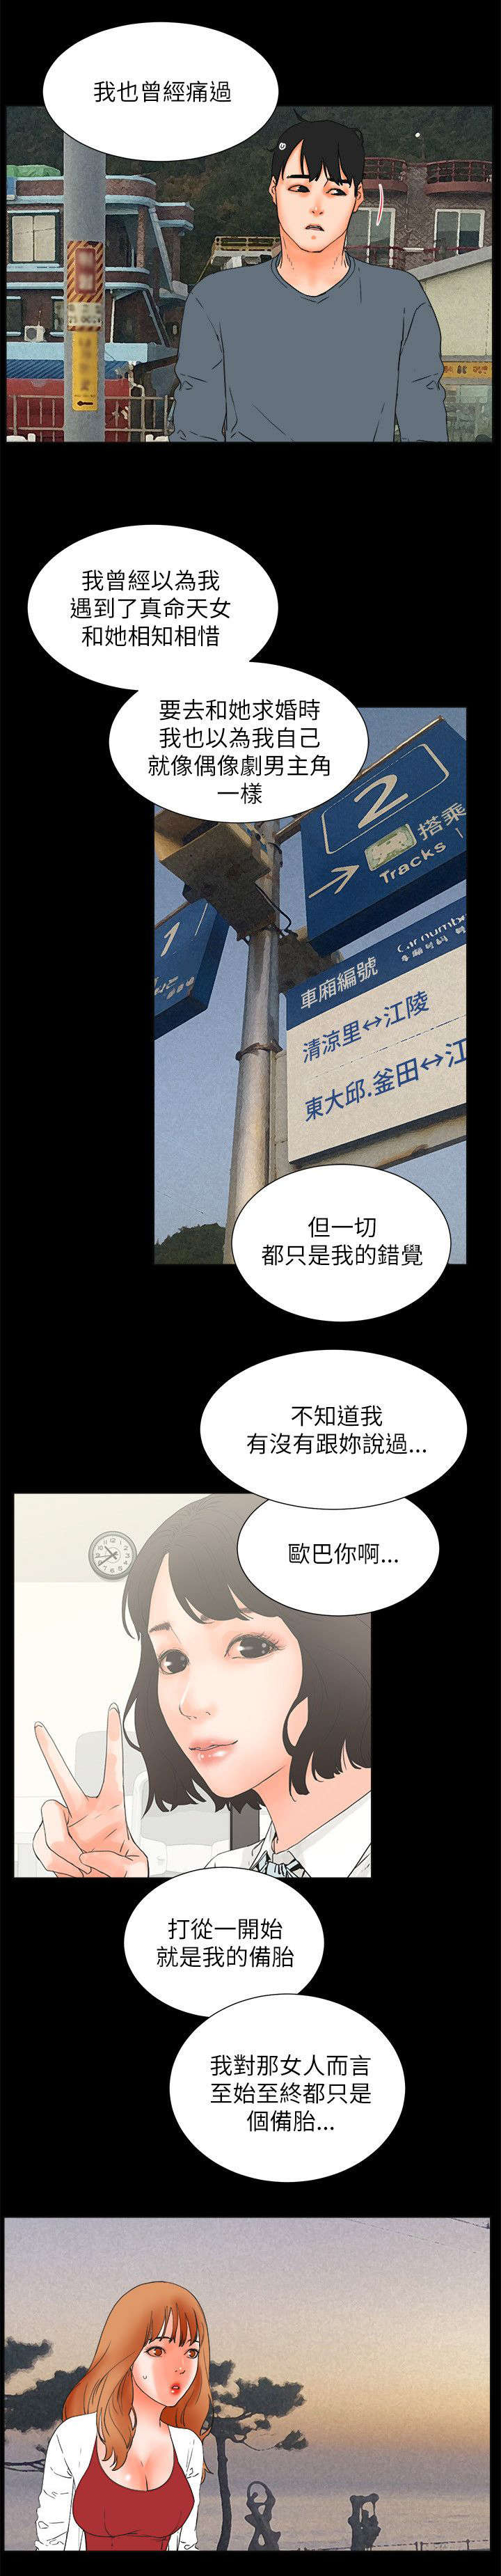 我也曾經痛過
我曾經以為我
遇到了真命天女
和她相知相惜
要去和她求婚時
我也以為我自己
就像偶像劇男主角
一樣
2
搭乘
Tracks
1
Car numb
車廂編號
清涼里↔江陵
東大邱.釜田↔江
但一切
都只是我的錯覺
不知道我
有沒有跟妳說過...
歐巴你啊...
打從一開始
就是我的備胎
我對那女人而言
至始至終都只是
個備胎...